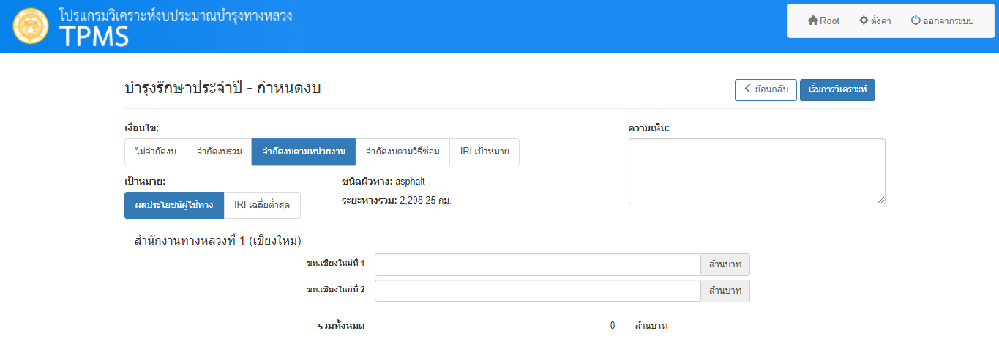 โปรแกรมวิเคราะห์งบประมาณบำรุงทางหลวง
TPMS
Root ตั้งค่า ออกจากระบบ
บำรุงรักษาประจำปี - กำหนดงบ
ย้อนกลับ เริ่มการวิเคราะห์
เงื่อนไข:
ความเห็น:
ไม่จำกัดงบ จำกัดงบรวม จำกัดงบตามหน่วยงาน จำกัดงบตามวิธีซ่อม IRI เป้าหมาย
เป้าหมาย:
ชนิดผิวทาง: asphalt
ผลประโยชน์ผู้ใช้ทาง IRI เฉลี่ยต่ำสุด
ระยะทางรวม: 2,208.25 กม.
สำนักงานทางหลวงที่ 1 (เชียงใหม่)
ขท.เชียงใหม่ที่ 1 ล้านบาท
ขท.เชียงใหม่ที่ 2 ล้านบาท
รวมทั้งหมด 0 ล้านบาท